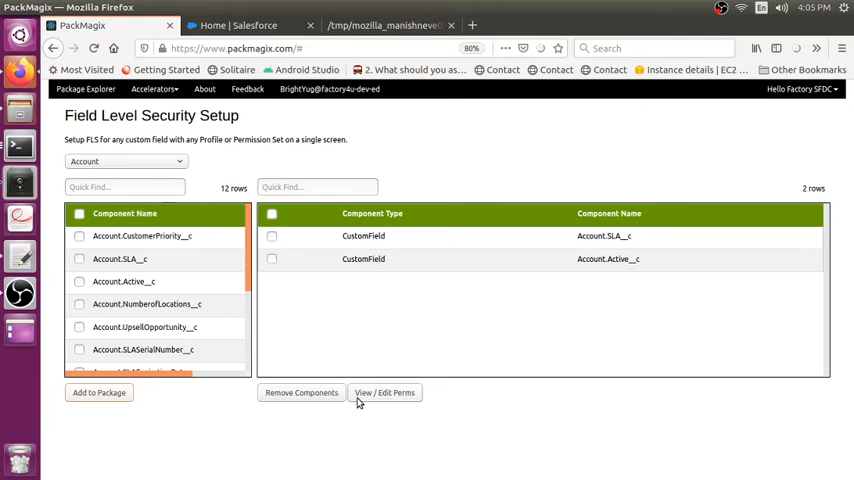 PackMagix — Mozilla Firefox
En
4:05 PM
PackMagix
Home | Salesforce
/tmp/mozilla_manishneve
https://www.packmagix.com/#
80%
Search
Most Visited
Getting Started
Solitaire
Android Studio
2. What should you as…
Contact
Contact
Contact
Instance details | EC2 …
Other Bookmarks
Package Explorer
Accelerators
About
Feedback
BrightYug@factory4u-dev-ed
Hello Factory SFDC
Field Level Security Setup
Setup FLS for any custom field with any Profile or Permission Set on a single screen.
Account
Quick Find...
12 rows
Quick Find...
2 rows
Component Name
Component Type
Component Name
Account.CustomerPriority__c
CustomField
Account.SLA__c
Account.SLA__c
CustomField
Account.Active__c
Account.Active__c
Account.NumberofLocations__c
Account.UpsellOpportunity__c
Account.SLASerialNumber__c
Add to Package
Remove Components
View / Edit Perms